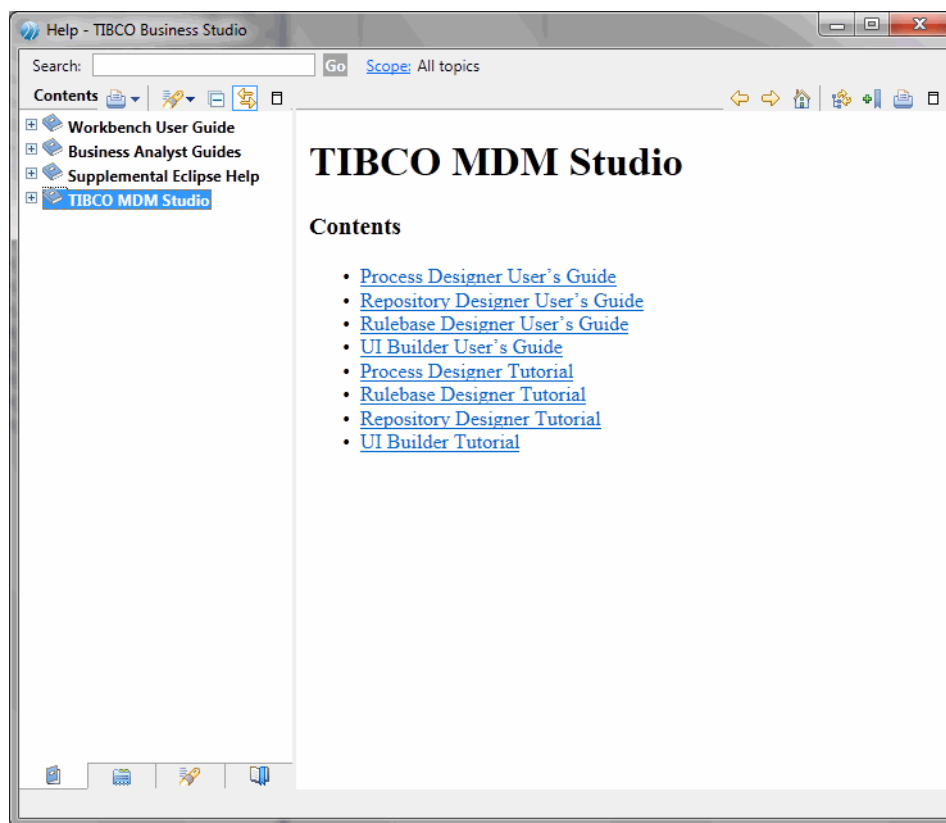 Help - TIBCO Business Studio
Search:
Go
Scope: All topics
Contents
Workbench User Guide
Business Analyst Guides
Supplemental Eclipse Help
TIBCO MDM Studio
TIBCO MDM Studio
Contents
• Process Designer User’s Guide
• Repository Designer User’s Guide
• Rulebase Designer User’s Guide
• UI Builder User’s Guide
• Process Designer Tutorial
• Rulebase Designer Tutorial
• Repository Designer Tutorial
• UI Builder Tutorial